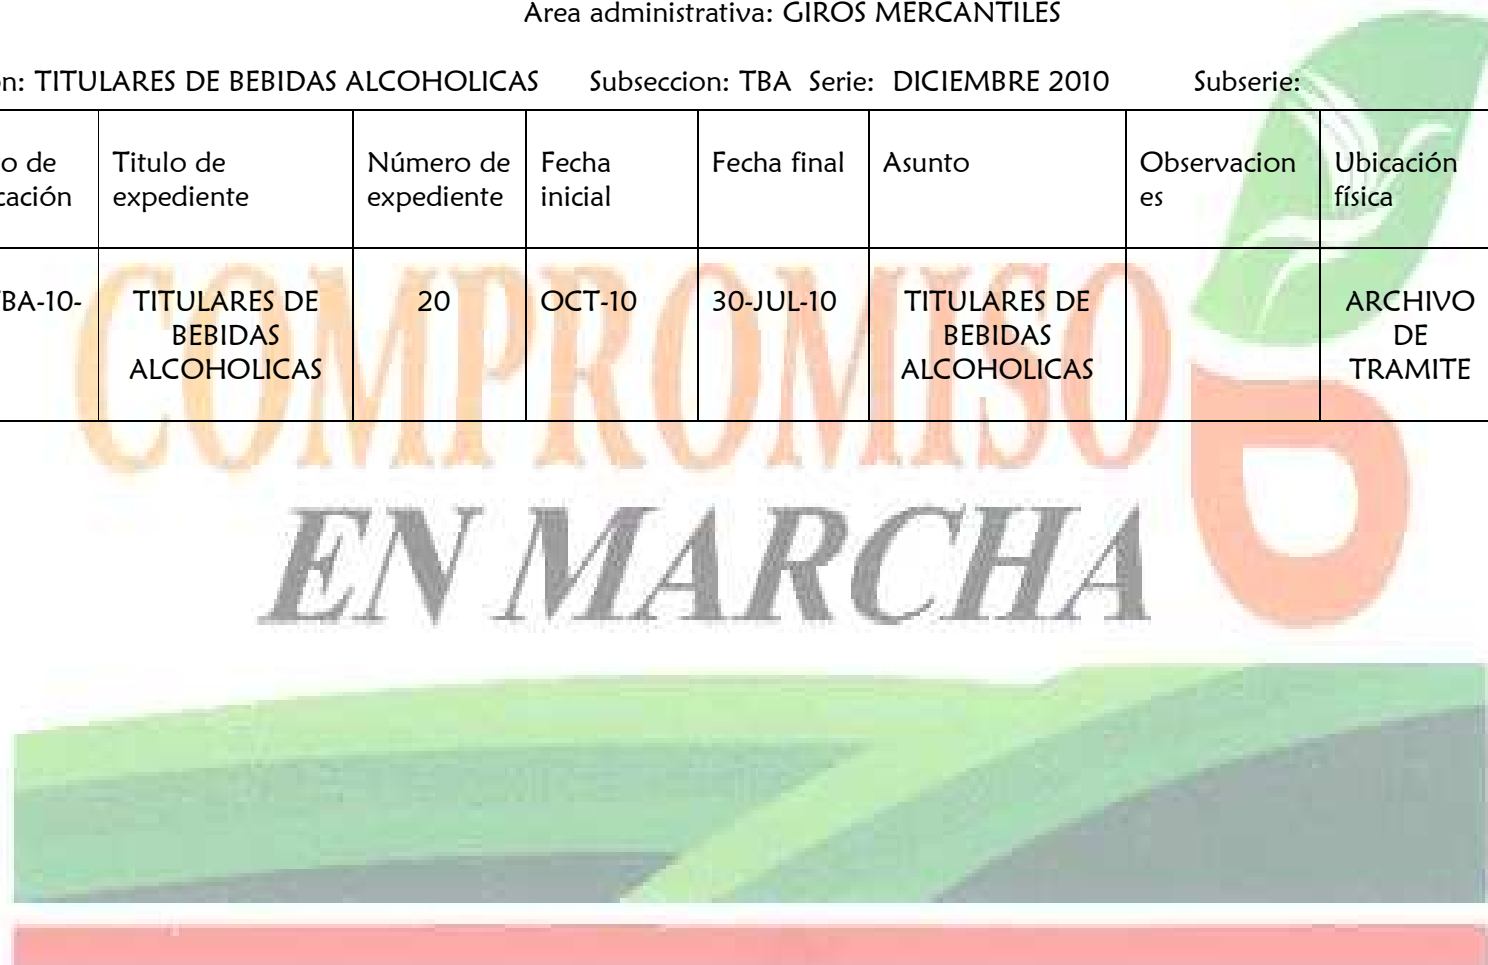 Area administrativa: GIROS MERCANTILES
n: TITULARES DE BEBIDAS ALCOHOLICAS Subseccion: TBA Serie: DICIEMBRE 2010 Subserie:
o de Titulo de Número de Fecha Fecha final Asunto Observacion Ubicación
cación expediente expediente inicial es física
BA-10- TITULARES DE 20 OCT-10 30-JUL-10 TITULARES DE ARCHIVO
BEBIDAS BEBIDAS DE
ALCOHOLICAS ALCOHOLICAS TRAMITE
COMPROMISO
EN MARCHA